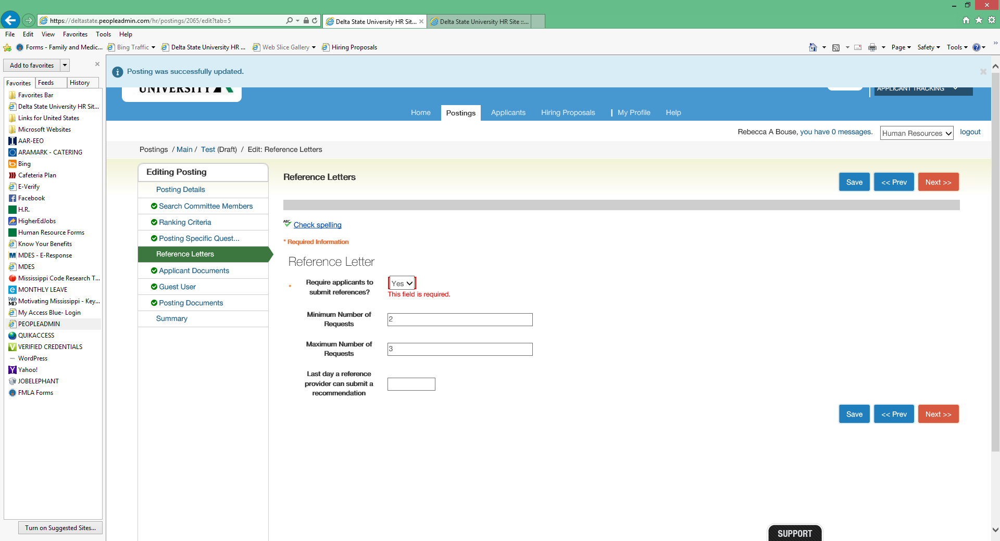 https://deltastate.peopleadmin.com/hr/postings/2065/edit?tab=5
Delta State University HR Sit...
Delta State University HR Site ::...
File Edit View Favorites Tools Help
Forms - Family and Medic...
Bing Traffic
Delta State University HR ...
Web Slice Gallery
Hiring Proposals
Page Safety Tools
Add to favorites
Favorites Feeds History
Favorites Bar
Delta State University HR Sit...
Links for United States
Microsoft Websites
AAR-EEO
ARAMARK - CATERING
Bing
Cafeteria Plan
E-Verify
Facebook
H.R.
HigherEdJobs
Human Resource Forms
Know Your Benefits
MDES - E-Response
MDES
Mississippi Code Research T...
MONTHLY LEAVE
Motivating Mississippi - Key...
My Access Blue- Login
PEOPLEADMIN
QUIKACCESS
VERIFIED CREDENTIALS
WordPress
Yahoo!
JOBELEPHANT
FMLA Forms
Turn on Suggested Sites...
Posting was successfully updated.
UNIVERSITY
APPLICANT TRACKING
Home Postings Applicants Hiring Proposals | My Profile Help
Rebecca A Bouse, you have 0 messages. Human Resources logout
Postings / Main / Test (Draft) / Edit: Reference Letters
Editing Posting
Posting Details
Search Committee Members
Ranking Criteria
Posting Specific Quest...
Reference Letters
Applicant Documents
Guest User
Posting Documents
Summary
Reference Letters
Save << Prev Next >>
ABC Check spelling
* Required Information
Reference Letter
* Require applicants to
submit references?
Yes
This field is required.
Minimum Number of
Requests
2
Maximum Number of
Requests
3
Last day a reference
provider can submit a
recommendation
Save << Prev Next >>
SUPPORT